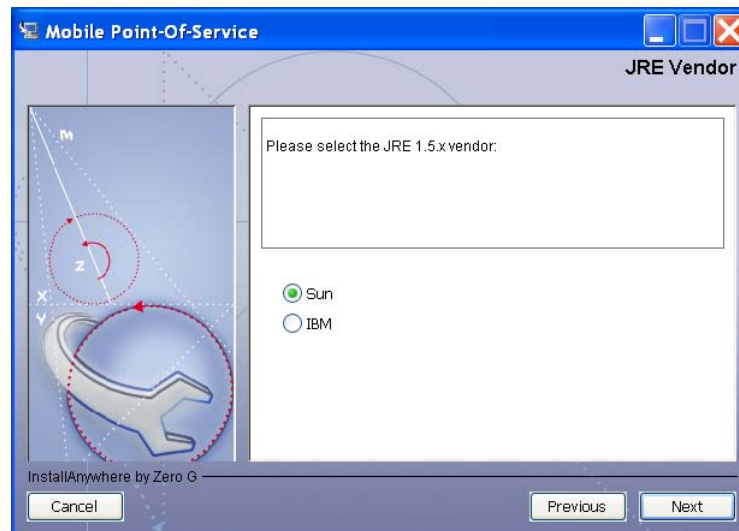 Mobile Point-Of-Service
JRE Vendor
M
Z
X
Y
Please select the JRE 1.5.x vendor:
Sun
IBM
InstallAnywhere by Zero G
Cancel
Previous
Next